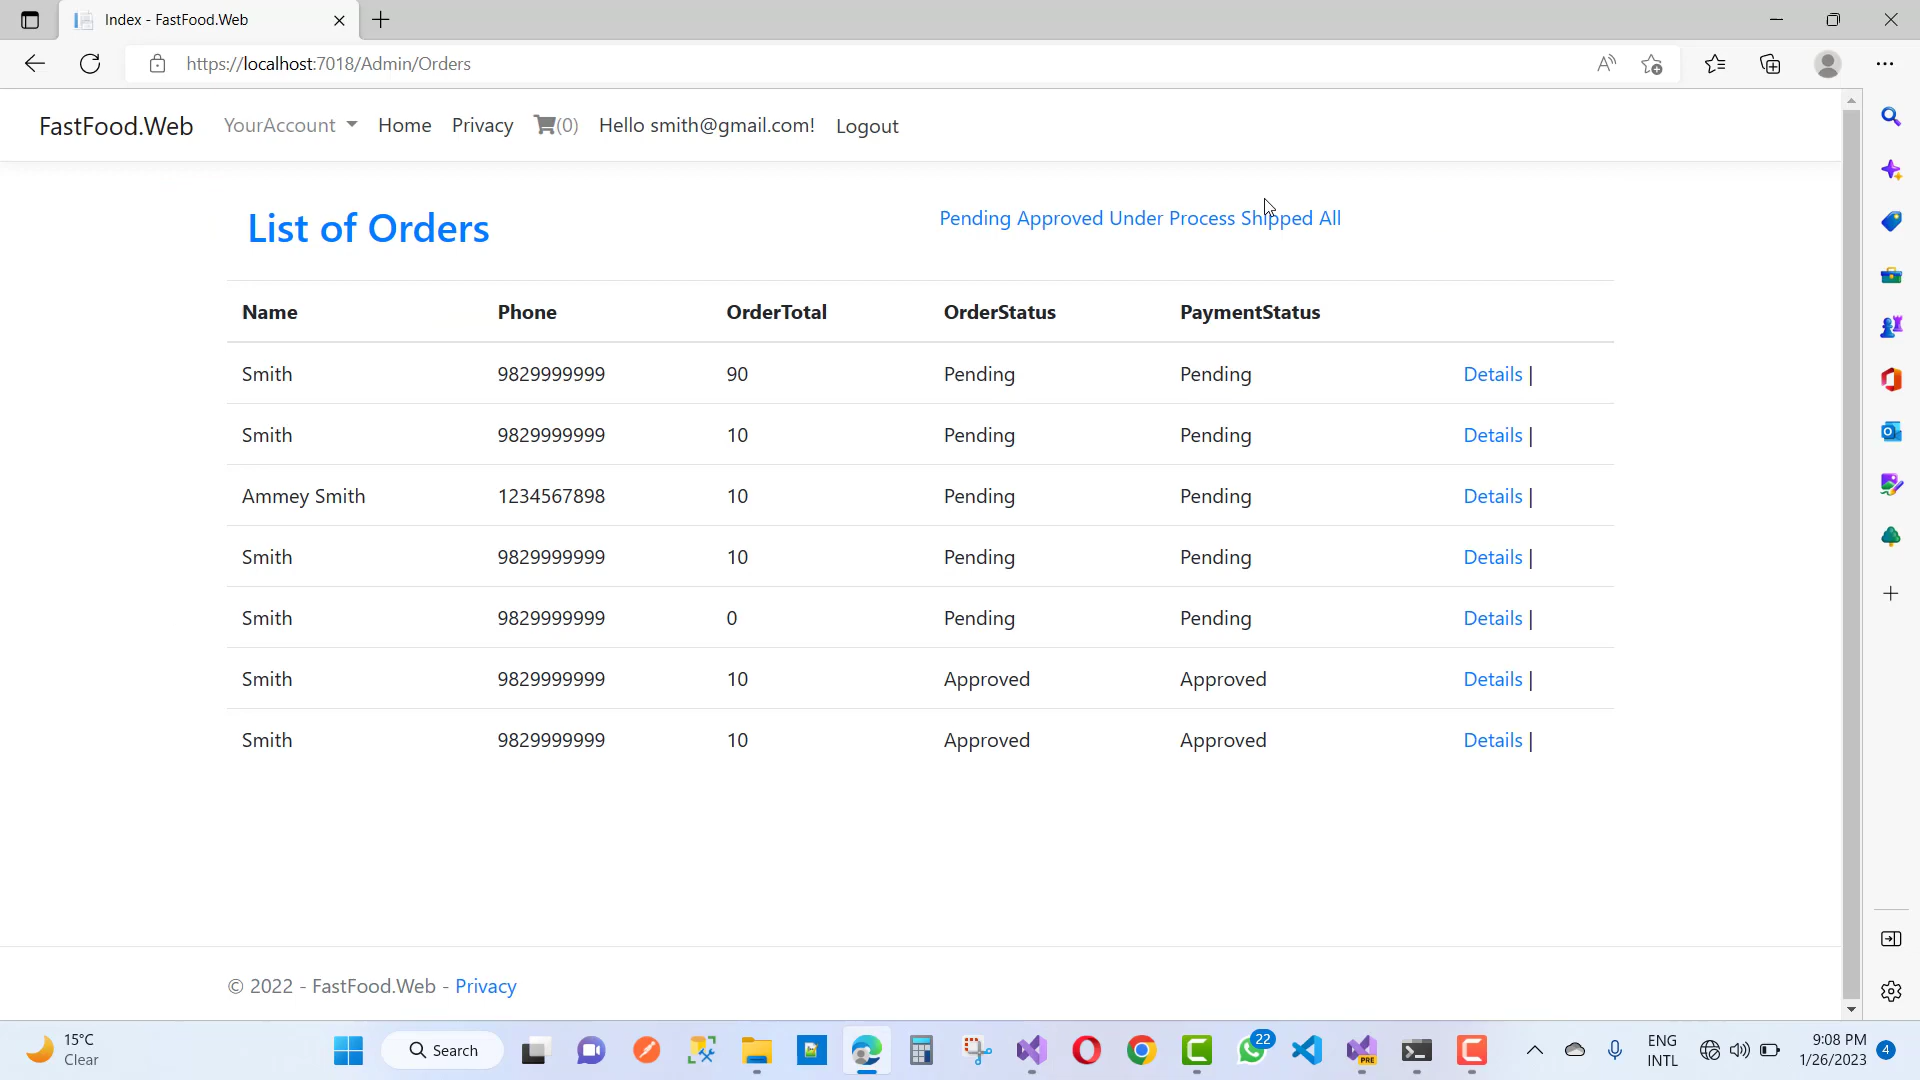 Index - FastFood.Web
https://localhost:7018/Admin/Orders
FastFood.Web YourAccount Home Privacy (0) Hello smith@gmail.com! Logout
List of Orders
Pending Approved Under Process Shipped All
Name Phone OrderTotal OrderStatus PaymentStatus
Smith 9829999999 90 Pending Pending Details |
Smith 9829999999 10 Pending Pending Details |
Ammey Smith 1234567898 10 Pending Pending Details |
Smith 9829999999 10 Pending Pending Details |
Smith 9829999999 0 Pending Pending Details |
Smith 9829999999 10 Approved Approved Details |
Smith 9829999999 10 Approved Approved Details |
© 2022 - FastFood.Web - Privacy
15°C
Clear
Search
22
PRE
ENG
INTL
9:08 PM
1/26/2023
4